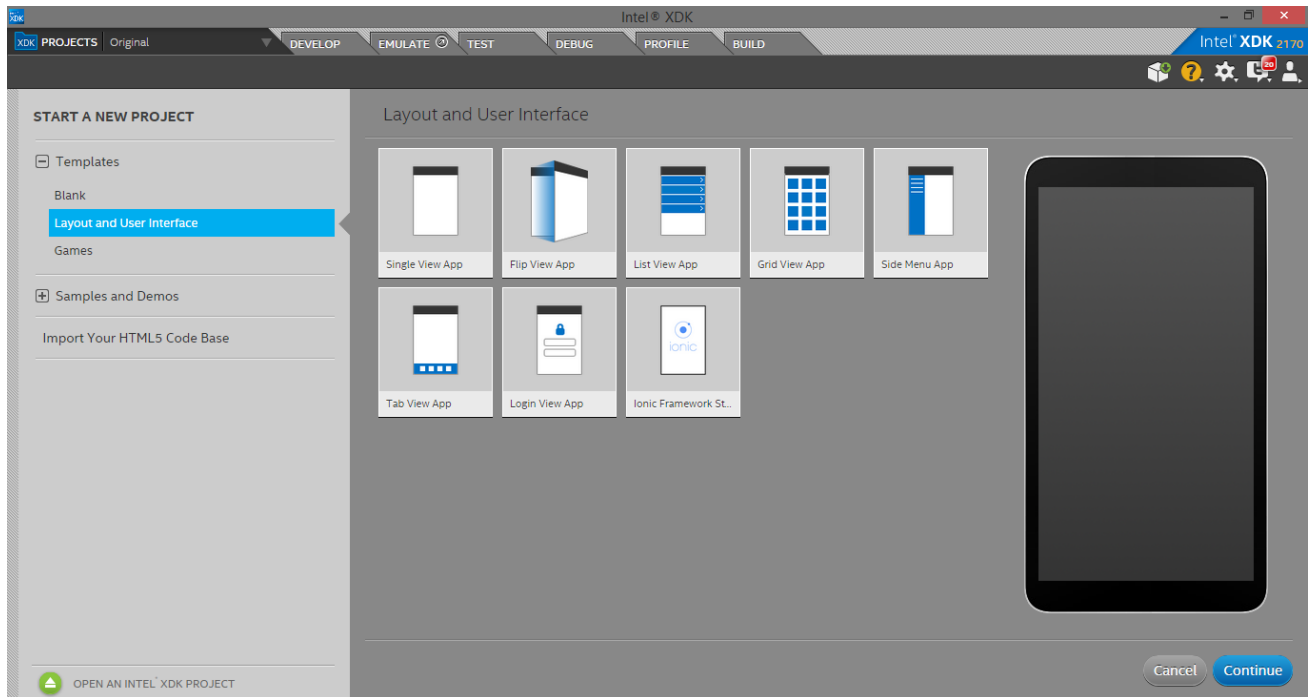 XDK
Intel® XDK
XDK PROJECTS Original
DEVELOP
EMULATE
TEST
DEBUG
PROFILE
BUILD
Intel® XDK 2170
?
20
START A NEW PROJECT
Templates
Blank
Layout and User Interface
Games
Samples and Demos
Import Your HTML5 Code Base
OPEN AN INTEL® XDK PROJECT
Layout and User Interface
Single View App
Flip View App
List View App
Grid View App
Side Menu App
ionic
Tab View App
Login View App
Ionic Framework St...
Cancel
Continue